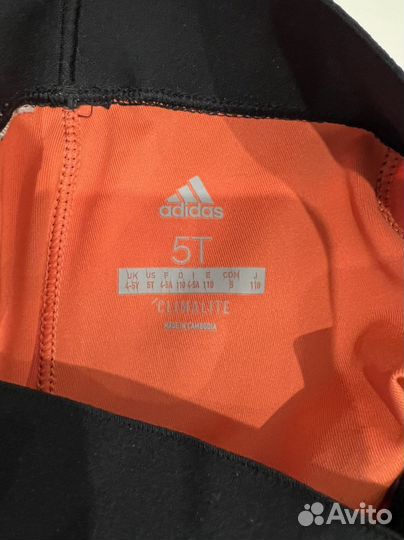 adidas
5T
UK US F D I E CON J
4-5Y 5T 4-5A 110 4-5A 110 5 110
CLIMALITE
MADE IN CAMBODIA
Avito